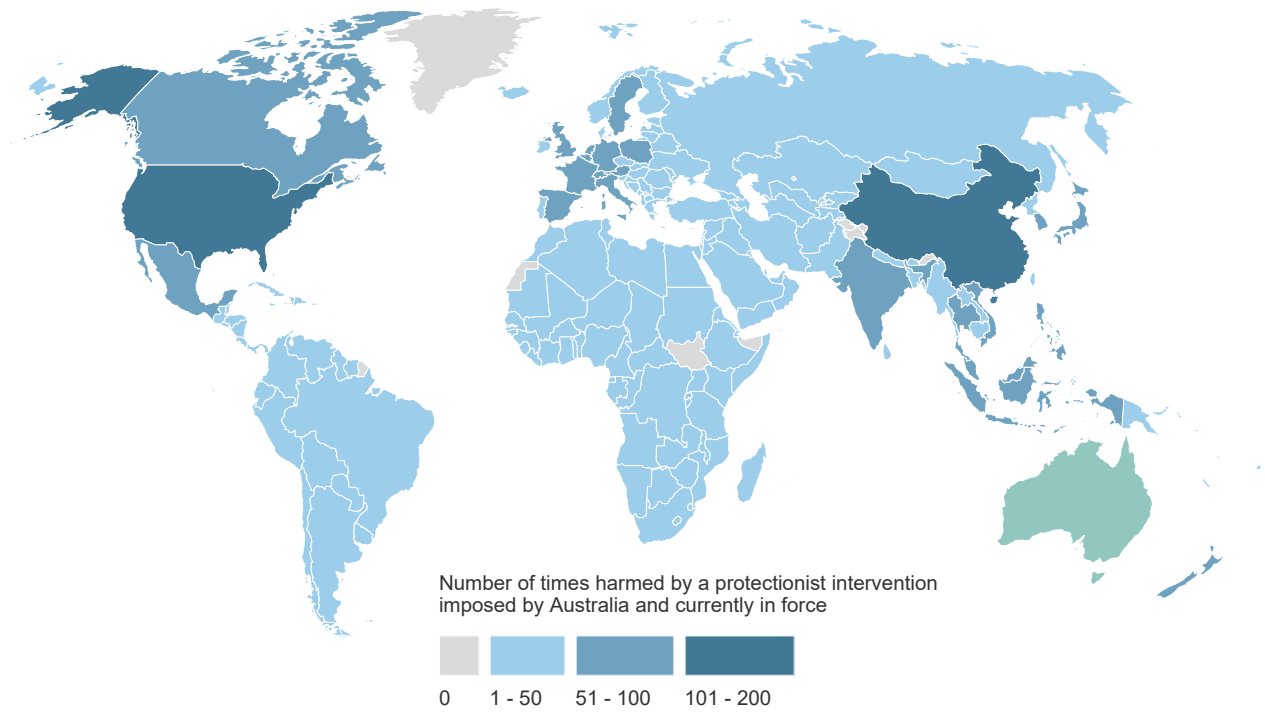 Number of times harmed by a protectionist intervention
imposed by Australia and currently in force
0 1 - 50 51 - 100 101 - 200